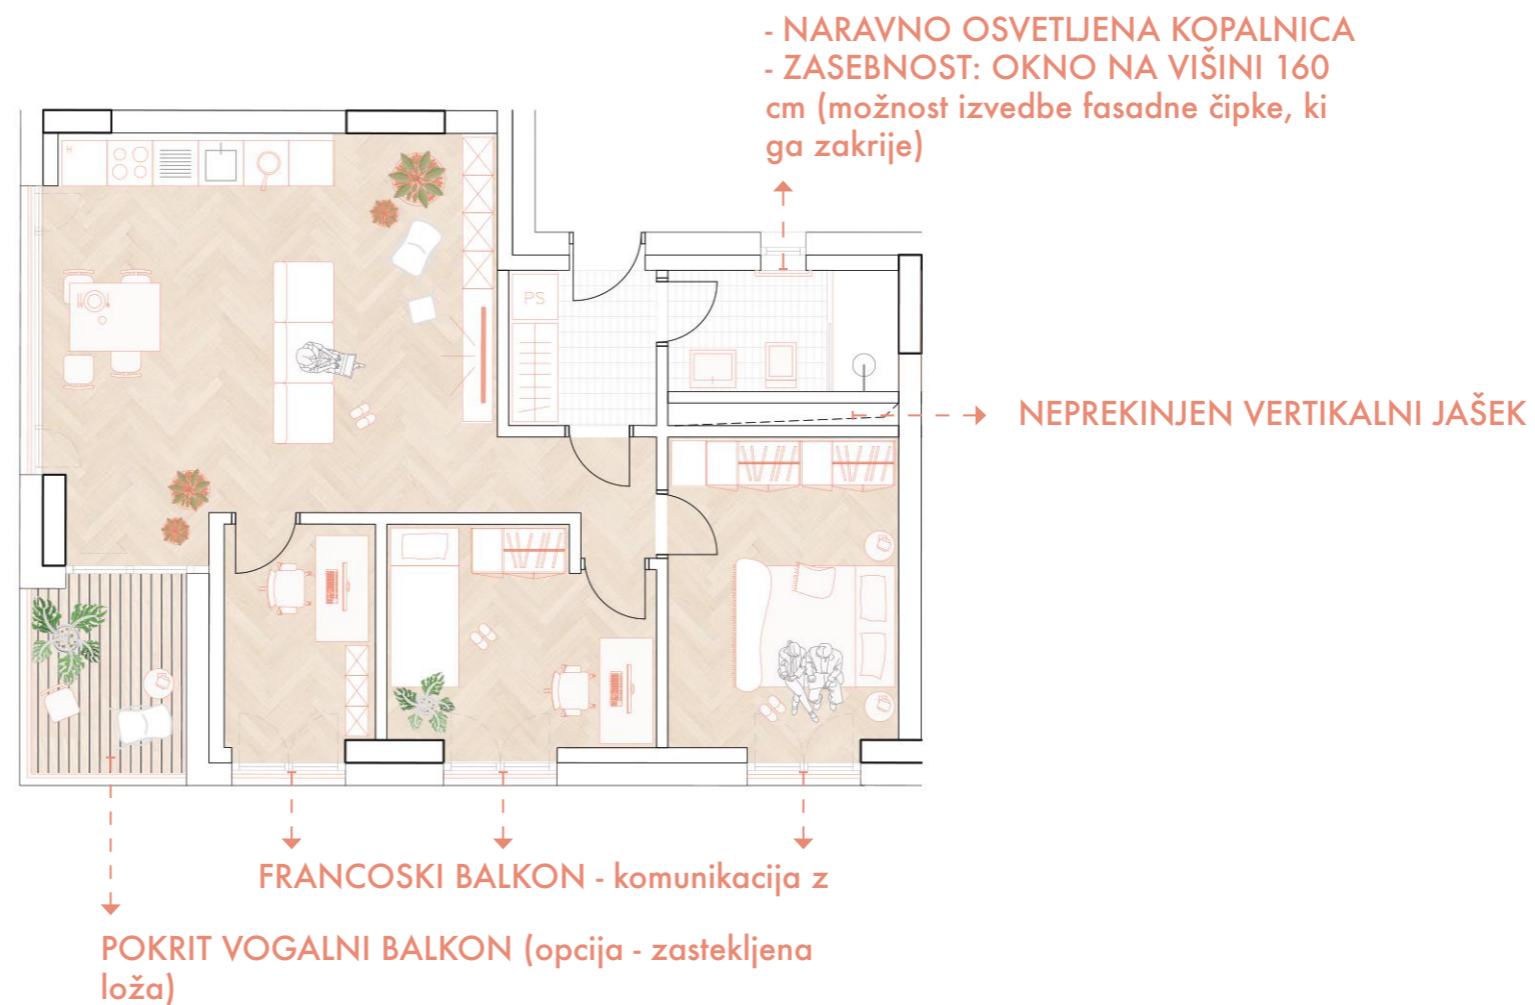 - NARAVNO OSVETLJENA KOPALNICA
- ZASEBNOST: OKNO NA VIŠINI 160
cm (možnost izvedbe fasadne čipke, ki
ga zakrije)
H
PS
NEPREKINJEN VERTIKALNI JAŠEK
FRANCOSKI BALKON - komunikacija z
POKRIT VOGALNI BALKON (opcija - zastekljena
loža)